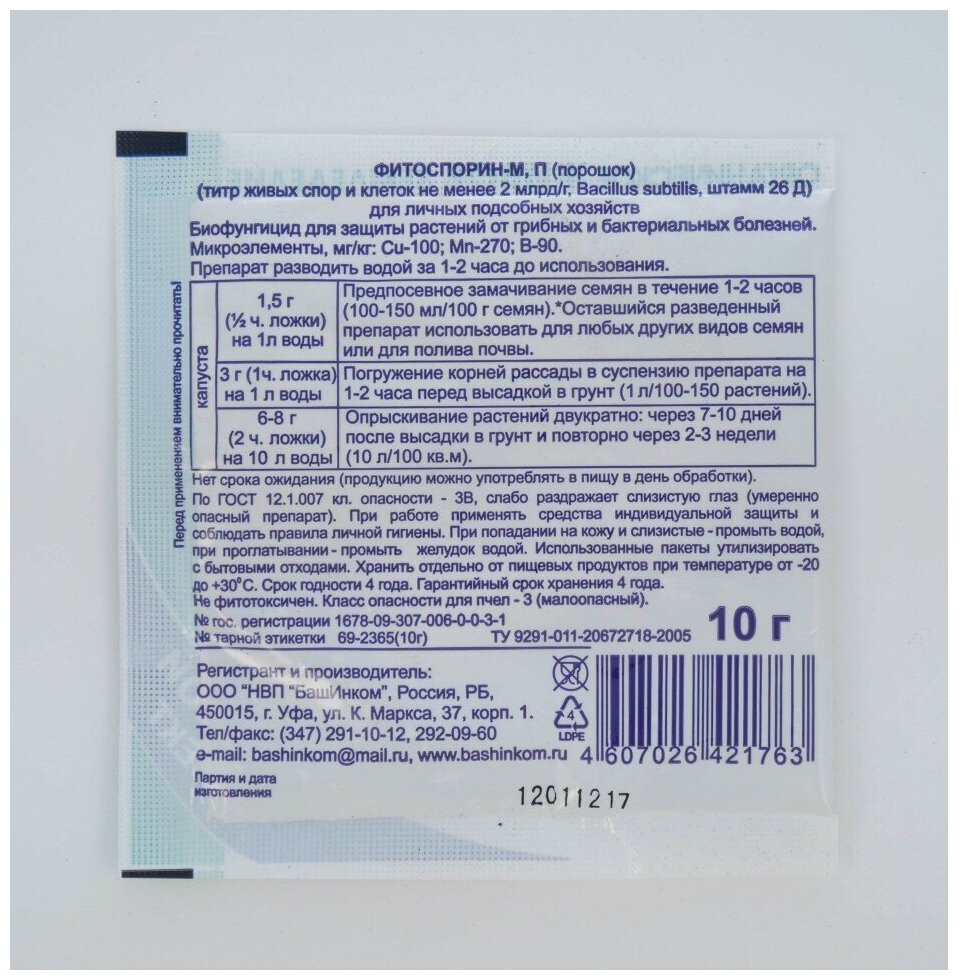 ФИТОСПОРИН-М, П (порошок)
(титр живых спор и клеток не менее 2 млрд/г, Bacillus subtilis, штамм 26 Д)
для личных подсобных хозяйств
Биофунгицид для защиты растений от грибных и бактериальных болезней.
Микроэлементы, мг/кг: Cu-100; Mn-270; B-90.
Препарат разводить водой за 1-2 часа до использования.
Перед применением внимательно прочитать!
капуста
1,5 г
(½ ч. ложки)
на 1л воды
Предпосевное замачивание семян в течение 1-2 часов
(100-150 мл/100 г семян).*Оставшийся разведенный
препарат использовать для любых других видов семян
или для полива почвы.
3 г (1ч. ложка)
на 1 л воды
Погружение корней рассады в суспензию препарата на
1-2 часа перед высадкой в грунт (1 л/100-150 растений).
6-8 г
(2 ч. ложки)
на 10 л воды
Опрыскивание растений двукратно: через 7-10 дней
после высадки в грунт и повторно через 2-3 недели
(10 л/100 кв.м).
Нет срока ожидания (продукцию можно употреблять в пищу в день обработки).
По ГОСТ 12.1.007 кл. опасности - 3В, слабо раздражает слизистую глаз (умеренно
опасный препарат). При работе применять средства индивидуальной защиты и
соблюдать правила личной гигиены. При попадании на кожу и слизистые - промыть водой,
при проглатывании - промыть желудок водой. Использованные пакеты утилизировать
с бытовыми отходами. Хранить отдельно от пищевых продуктов при температуре от -20
до +30°С. Срок годности 4 года. Гарантийный срок хранения 4 года.
Не фитотоксичен. Класс опасности для пчел - 3 (малоопасный).
№ гос. регистрации 1678-09-307-006-0-0-3-1
№ тарной этикетки 69-2365(10г) ТУ 9291-011-20672718-2005
10 г
Регистрант и производитель:
ООО "НВП "БашИнком", Россия, РБ,
450015, г. Уфа, ул. К. Маркса, 37, корп. 1.
Тел/факс: (347) 291-10-12, 292-09-60
e-mail: bashinkom@mail.ru, www.bashinkom.ru
4
LDPE
4 607026 421763
Партия и дата
изготовления
12011217